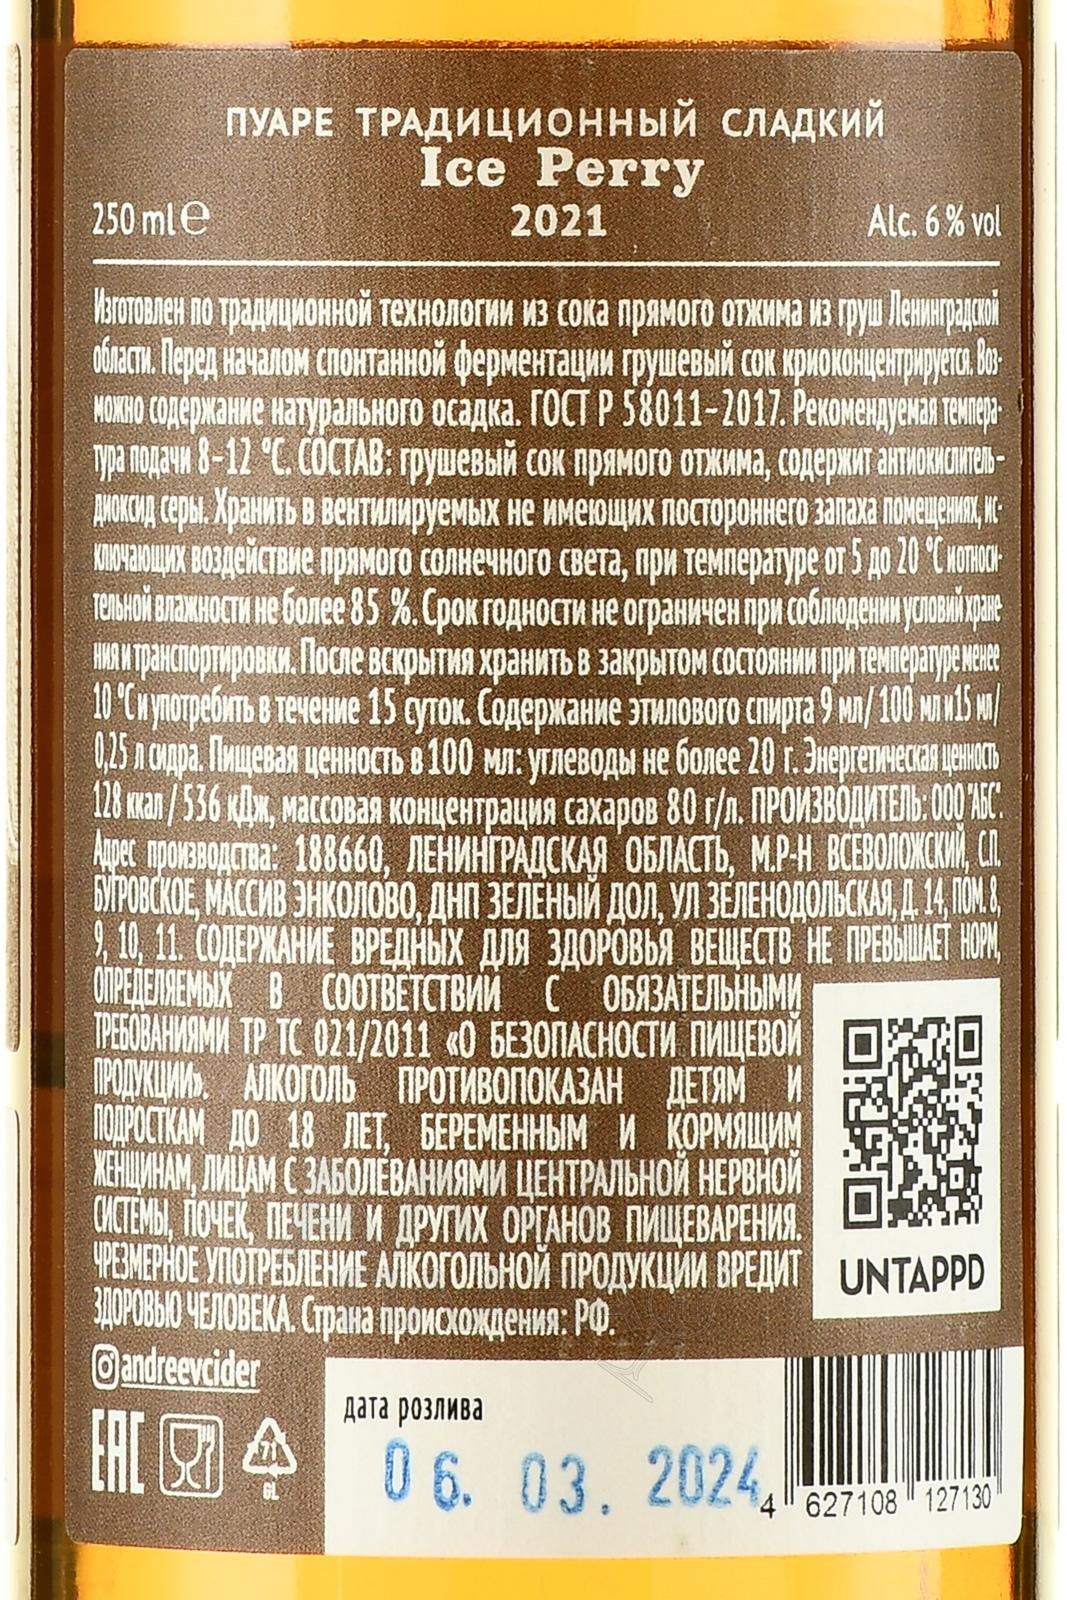 ПУАРЕ ТРАДИЦИОННЫЙ СЛАДКИЙ
Ice Perry
250 ml ℮ 2021 Alc. 6 % vol
Изготовлен по традиционной технологии из сока прямого отжима из груш Ленинградской
области. Перед началом спонтанной ферментации грушевый сок криоконцентрируется. Воз-
можно содержание натурального осадка. ГОСТ Р 58011-2017. Рекомендуемая темпера-
тура подачи 8–12 °С. СОСТАВ: грушевый сок прямого отжима, содержит антиокислитель–
диоксид серы. Хранить в вентилируемых не имеющих постороннего запаха помещениях, ис-
ключающих воздействие прямого солнечного света, при температуре от 5 до 20 °С и относи-
тельной влажности не более 85 %. Срок годности не ограничен при соблюдении условий хране
ния и транспортировки. После вскрытия хранить в закрытом состоянии при температуре менее
10 °С и употребить в течение 15 суток. Содержание этилового спирта 9 мл/ 100 мл и 15 мл/
0,25 л сидра. Пищевая ценность в 100 мл: углеводы не более 20 г. Энергетическая ценность
128 ккал / 536 кДж, массовая концентрация сахаров 80 г/л. ПРОИЗВОДИТЕЛЬ: ООО "АБС".
Адрес производства: 188660, ЛЕНИНГРАДСКАЯ ОБЛАСТЬ, М.Р-Н ВСЕВОЛОЖСКИЙ, С.П.
БУГРОВСКОЕ, МАССИВ ЭНКОЛОВО, ДНП ЗЕЛЕНЫЙ ДОЛ, УЛ ЗЕЛЕНОДОЛЬСКАЯ, Д. 14, ПОМ. 8,
9, 10, 11. СОДЕРЖАНИЕ ВРЕДНЫХ ДЛЯ ЗДОРОВЬЯ ВЕЩЕСТВ НЕ ПРЕВЫШАЕТ НОРМ,
ОПРЕДЕЛЯЕМЫХ В СООТВЕТСТВИИ С ОБЯЗАТЕЛЬНЫМИ
ТРЕБОВАНИЯМИ ТР ТС 021/2011 «О БЕЗОПАСНОСТИ ПИЩЕВОЙ
ПРОДУКЦИИ». АЛКОГОЛЬ ПРОТИВОПОКАЗАН ДЕТЯМ И
ПОДРОСТКАМ ДО 18 ЛЕТ, БЕРЕМЕННЫМ И КОРМЯЩИМ
ЖЕНЩИНАМ, ЛИЦАМ С ЗАБОЛЕВАНИЯМИ ЦЕНТРАЛЬНОЙ НЕРВНОЙ
СИСТЕМЫ, ПОЧЕК, ПЕЧЕНИ И ДРУГИХ ОРГАНОВ ПИЩЕВАРЕНИЯ.
ЧРЕЗМЕРНОЕ УПОТРЕБЛЕНИЕ АЛКОГОЛЬНОЙ ПРОДУКЦИИ ВРЕДИТ
ЗДОРОВЬЮ ЧЕЛОВЕКА. Страна происхождения: РФ.
UNTAPPD
andreevcider
EAC
71
GL
дата розлива
06. 03. 2024
4 627108 127130